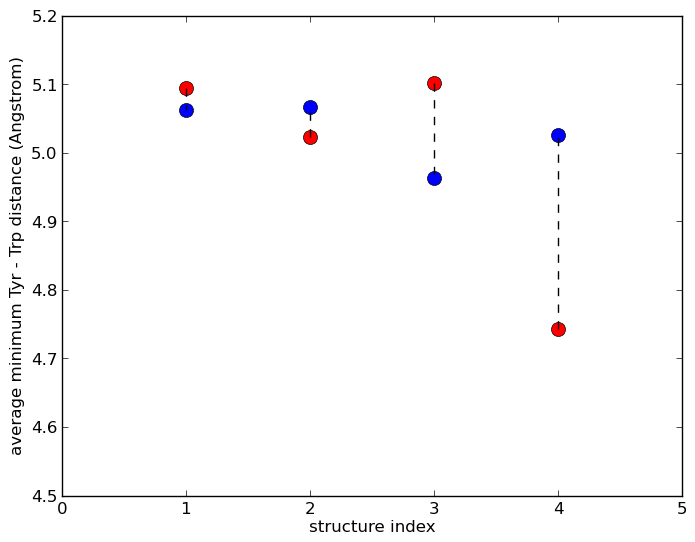 average minimum Tyr - Trp distance (Angstrom)
5.2
5.1
5.0
4.9
4.8
4.7
4.6
4.5
0 1 2 3 4 5
structure index